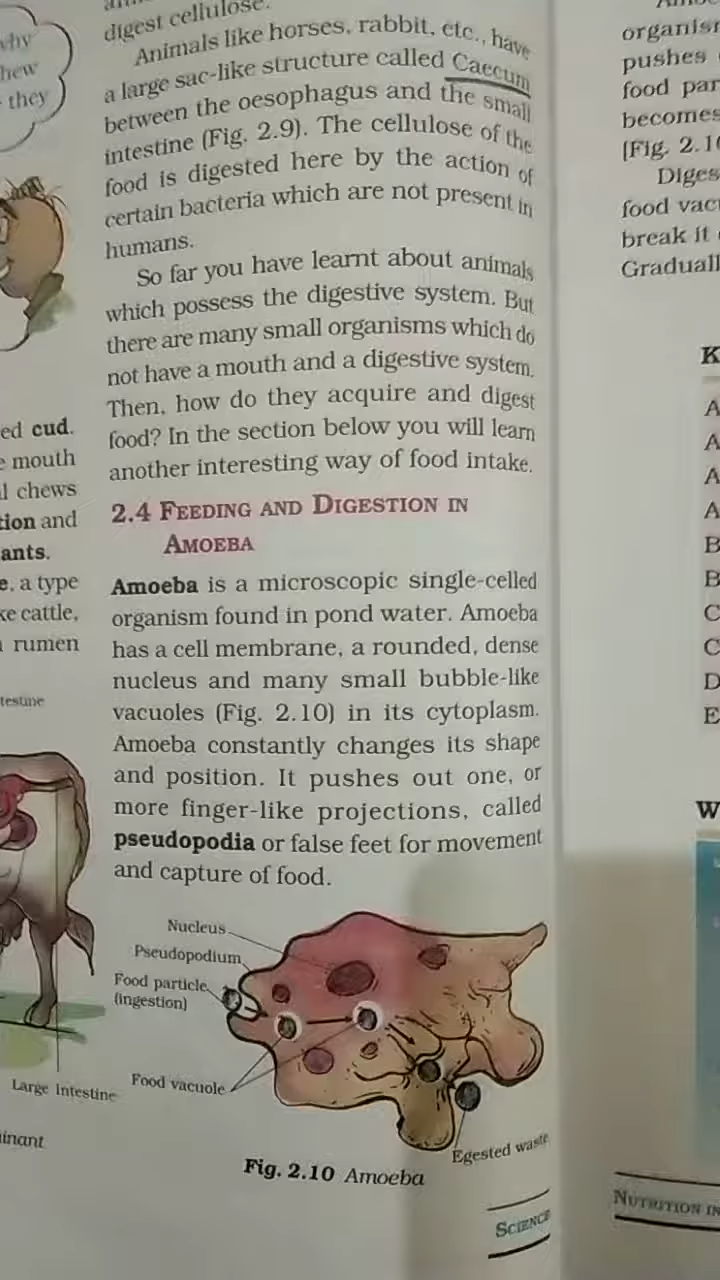 why
hew
they
ed cud.
e mouth
l chews
tion and
ants.
e, a type
ke cattle,
rumen
testine
Large Intestine
inant
digest cellulose.
Animals like horses, rabbit, etc., have
a large sac-like structure called Caecum
between the oesophagus and the small
intestine (Fig. 2.9). The cellulose of the
food is digested here by the action of
certain bacteria which are not present in
humans.
So far you have learnt about animals
which possess the digestive system. But
there are many small organisms which do
not have a mouth and a digestive system.
Then, how do they acquire and digest
food? In the section below you will learn
another interesting way of food intake.
2.4 FEEDING AND DIGESTION IN
AMOEBA
Amoeba is a microscopic single-celled
organism found in pond water. Amoeba
has a cell membrane, a rounded, dense
nucleus and many small bubble-like
vacuoles (Fig. 2.10) in its cytoplasm.
Amoeba constantly changes its shape
and position. It pushes out one, or
more finger-like projections, called
pseudopodia or false feet for movement
and capture of food.
Nucleus
Pseudopodium
Food particle
(ingestion)
Food vacuole
Egested waste
Fig. 2.10 Amoeba
SCIENCE
organis
pushes
food par
becomes
[Fig. 2.1
Diges
food vac
break it
Graduall
K
A
A
A
A
B
B
C
C
D
E
W
NUTRITION IN